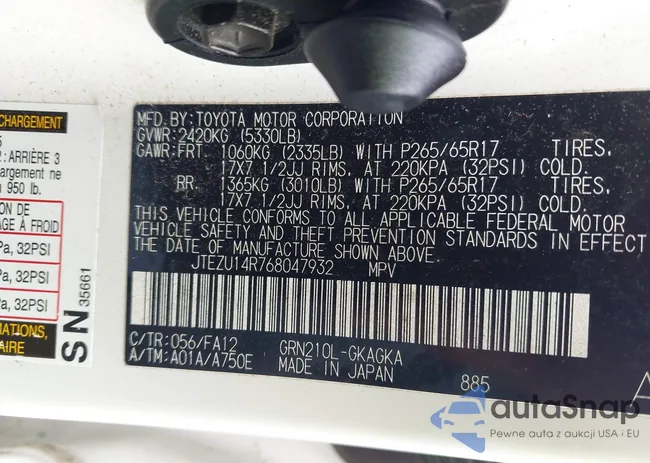 CHARGEMENT
: ARRIÈRE 3
chargement ne
950 lb.
ON DE
AGE À FROID
Pa, 32PSI
Pa, 32PSI
Pa, 32PSI
MATIONS,
AIRE
SN 35661
MFD. BY: TOYOTA MOTOR CORPORATION
GVWR: 2420KG (5330LB)
GAWR: FRT. 1060KG (2335LB) WITH P265/65R17 TIRES,
17X7 1/2JJ RIMS, AT 220KPA (32PSI) COLD.
RR. 1365KG (3010LB) WITH P265/65R17 TIRES,
17X7 1/2JJ RIMS, AT 220KPA (32PSI) COLD.
THIS VEHICLE CONFORMS TO ALL APPLICABLE FEDERAL MOTOR
VEHICLE SAFETY AND THEFT PREVENTION STANDARDS IN EFFECT
THE DATE OF MANUFACTURE SHOWN ABOVE.
JTEZU14R768047932 MPV
C/TR: 056/FA12 GRN210L-GKAGKA
A/TM: A01A/A750E MADE IN JAPAN 885
autaSnap
Pewne auta z aukcji USA i EU